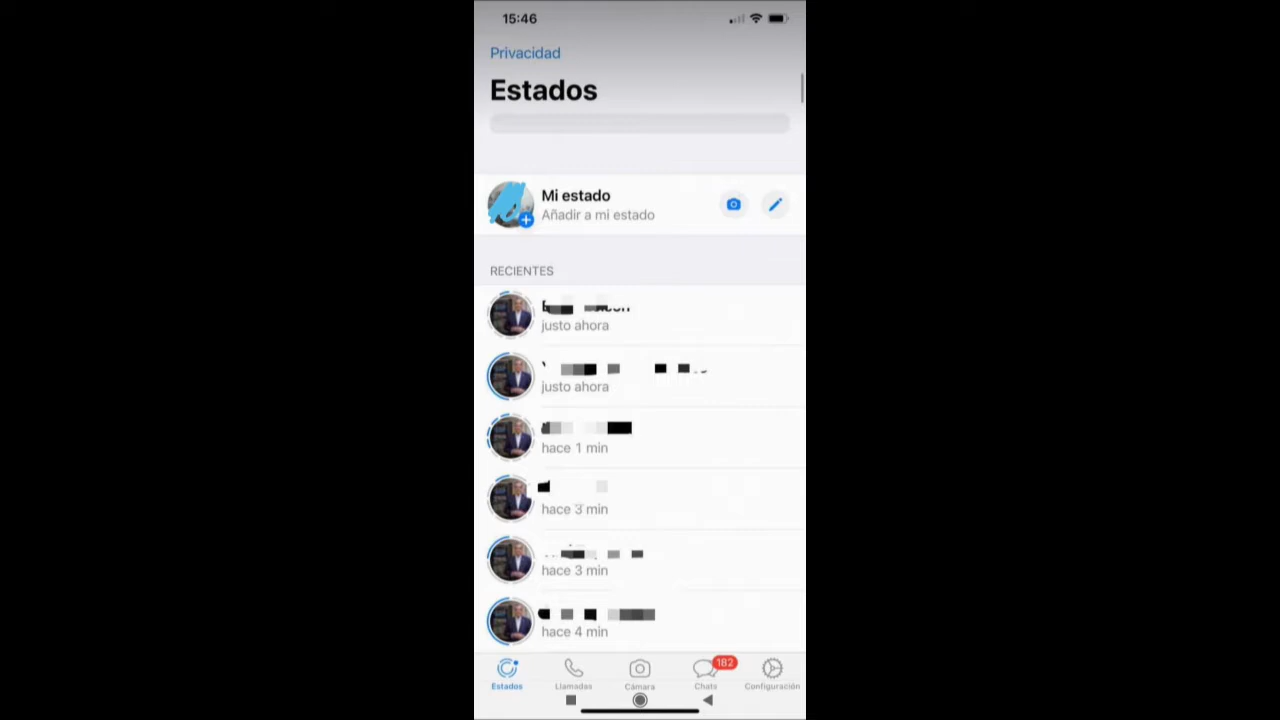 15:46
Privacidad
Estados
Mi estado
Añadir a mi estado
RECIENTES
justo ahora
justo ahora
hace 1 min
hace 3 min
hace 3 min
hace 4 min
182
Estados
Llamadas
Cámara
Chats
Configuración